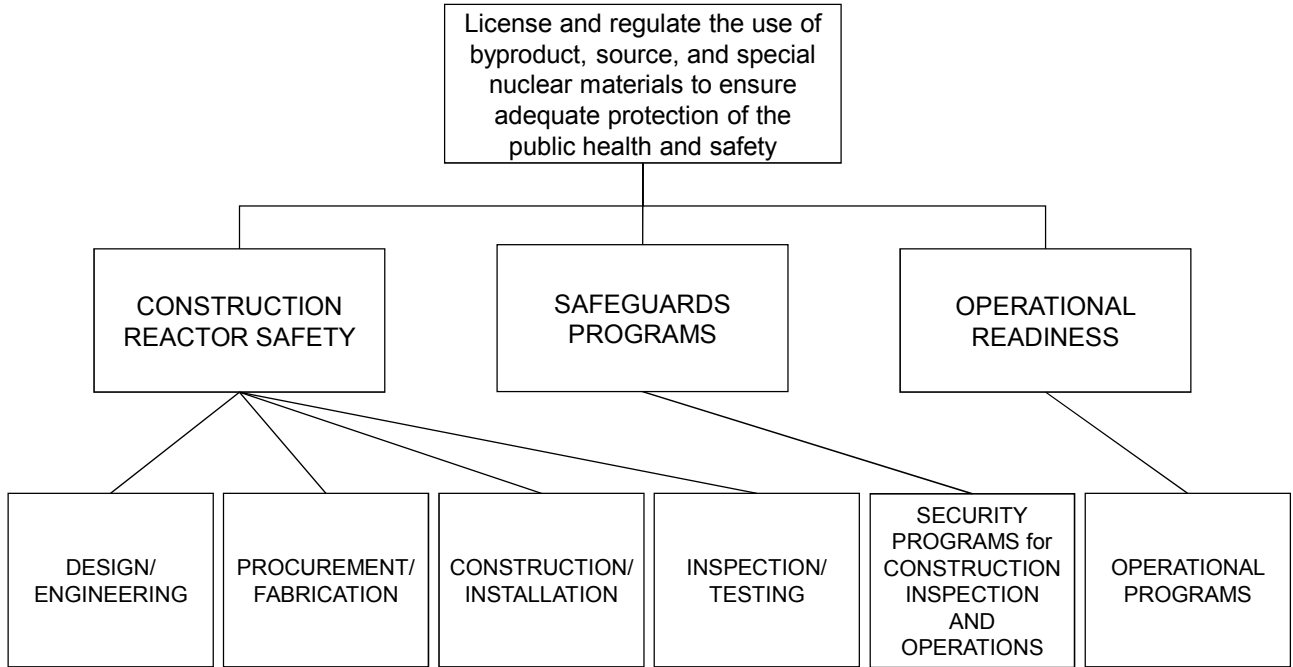 License and regulate the use of
byproduct, source, and special
nuclear materials to ensure
adequate protection of the
public health and safety
CONSTRUCTION
REACTOR SAFETY
SAFEGUARDS
PROGRAMS
OPERATIONAL
READINESS
DESIGN/
ENGINEERING
PROCUREMENT/
FABRICATION
CONSTRUCTION/
INSTALLATION
INSPECTION/
TESTING
SECURITY
PROGRAMS for
CONSTRUCTION
INSPECTION
AND
OPERATIONS
OPERATIONAL
PROGRAMS